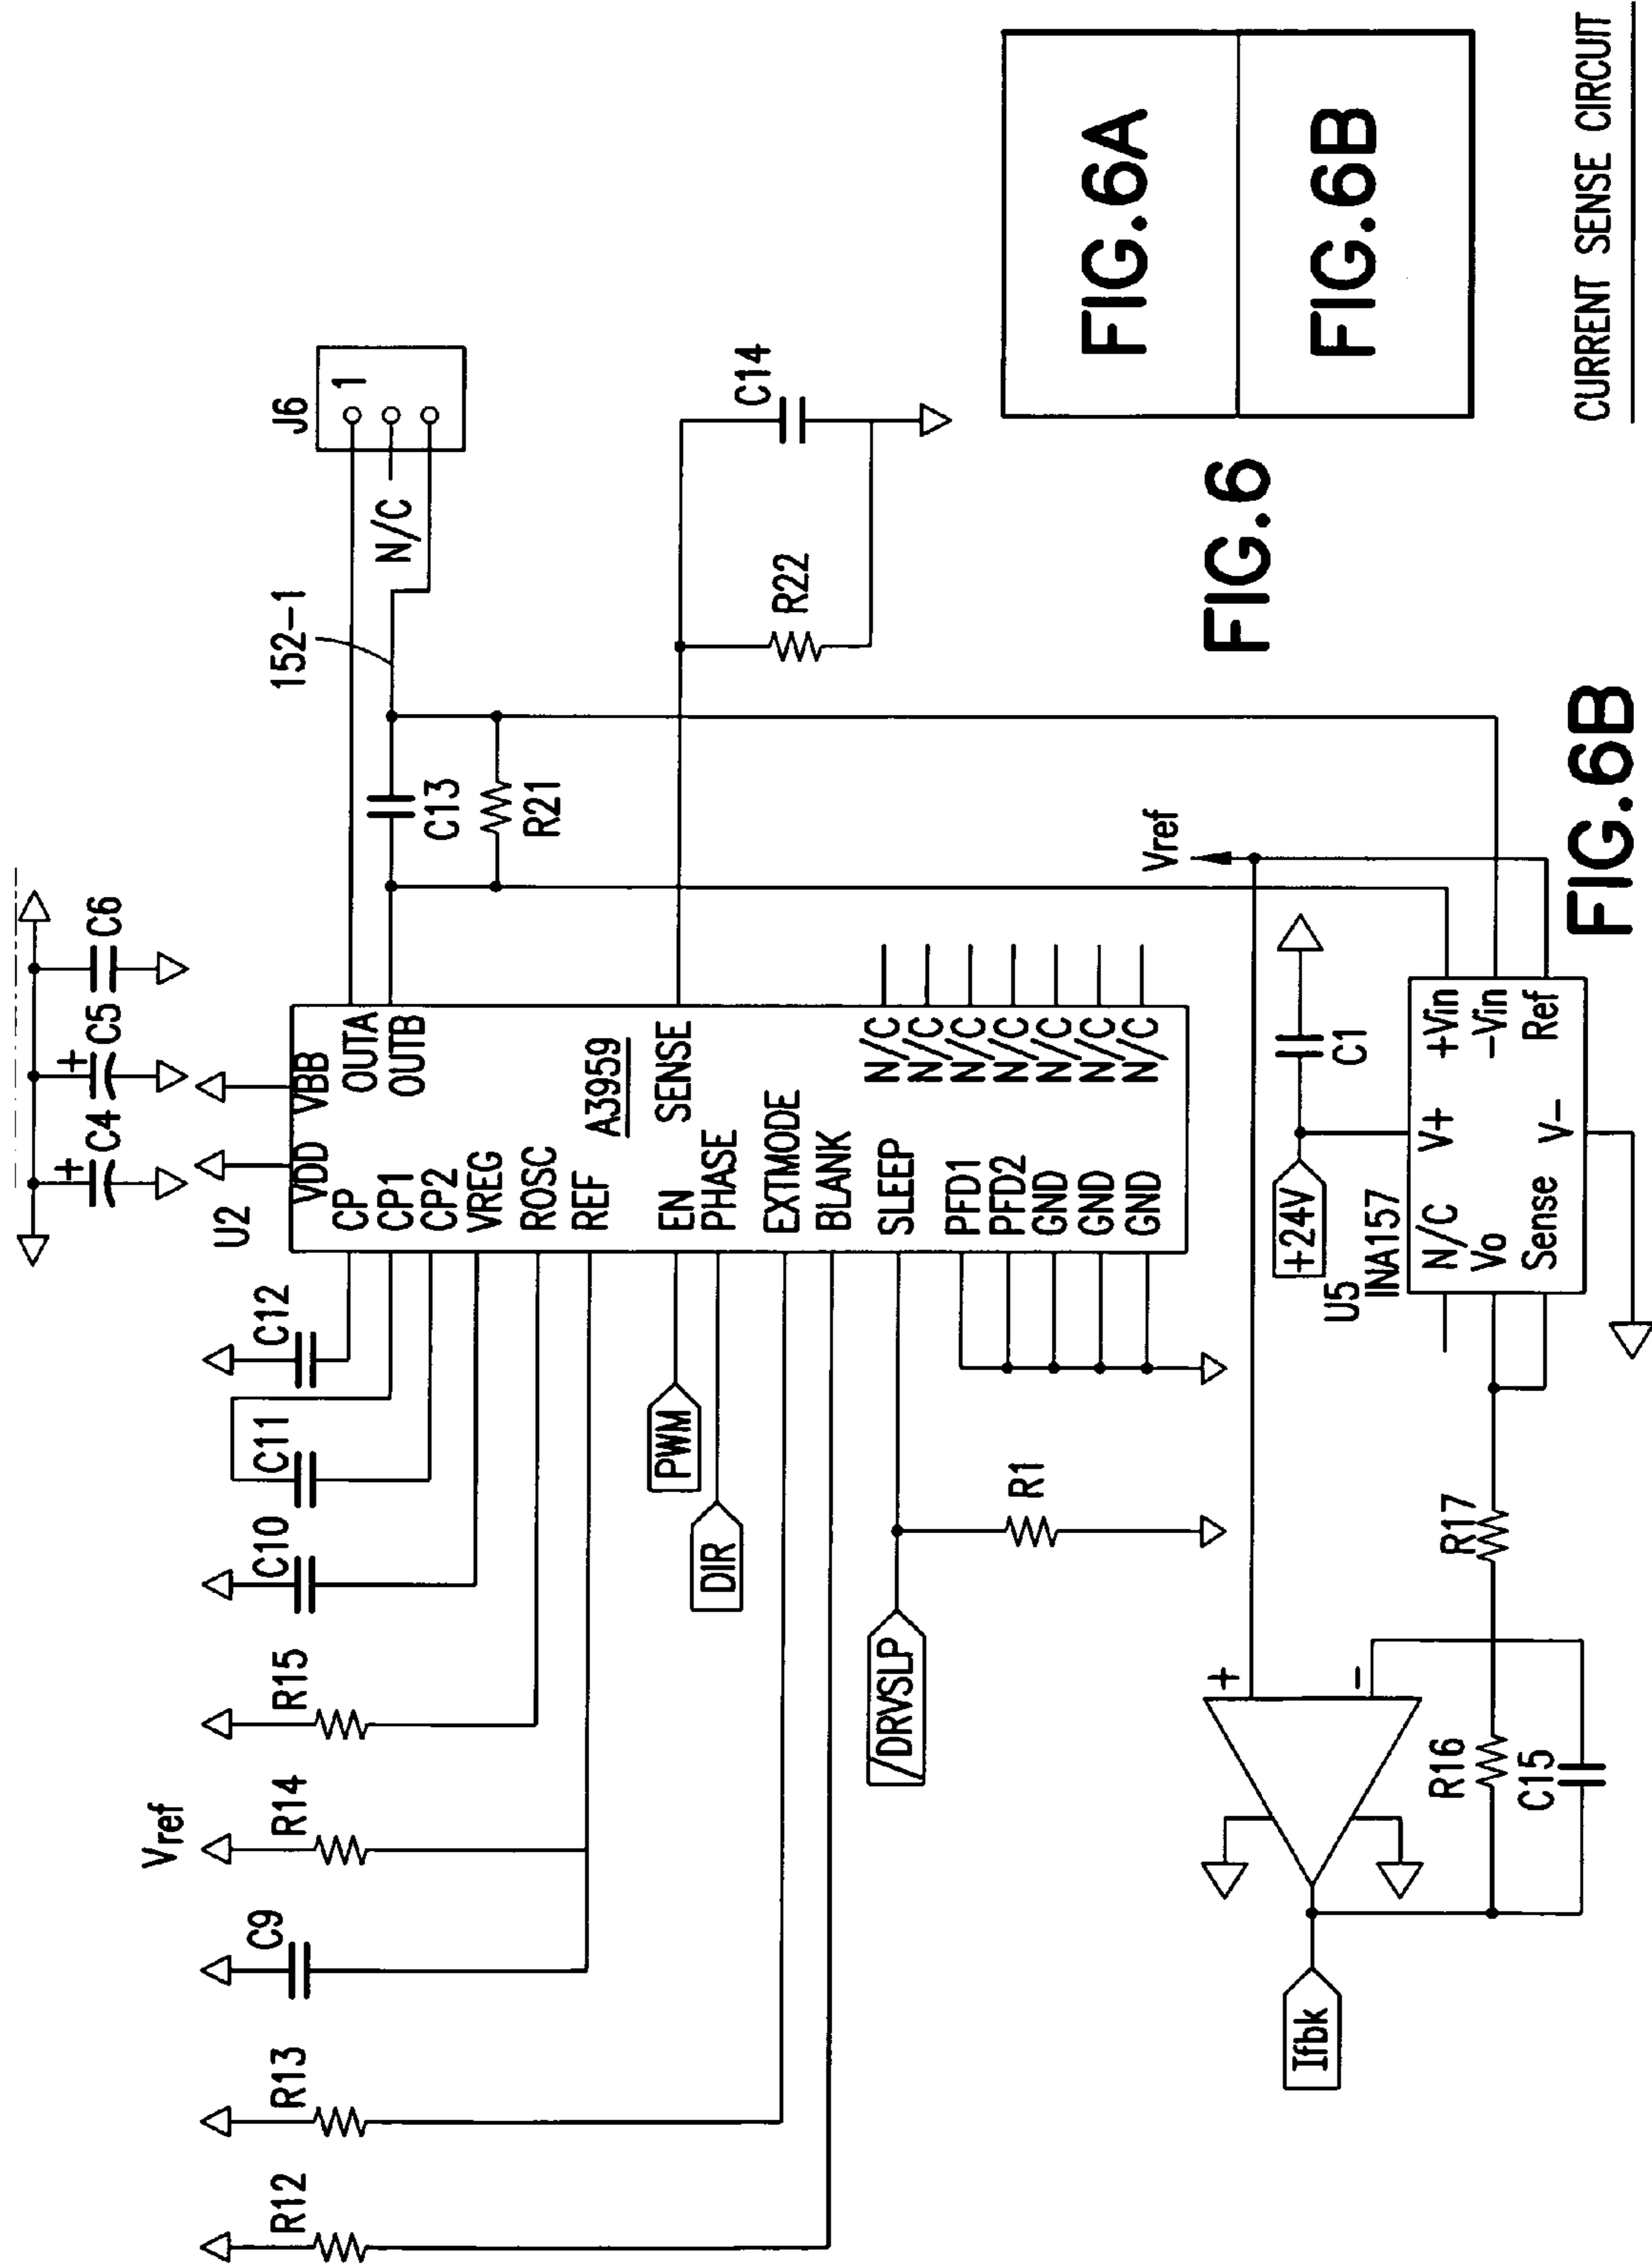 C4
C5
C6
+
+
U2
VDD
VBB
CP
CP1
CP2
VREG
ROSC
REF
EN
PHASE
EXTMODE
BLANK
SLEEP
PFD1
PFD2
GND
GND
GND
OUTA
OUTB
A3959
SENSE
N/C
N/C
N/C
N/C
N/C
N/C
N/C
R12
R13
C9
Vref
R14
R15
C10
C11
C12
PWM
DIR
/DRVSLP
R1
J6
1
N/C
152-1
C13
R21
R22
C14
Vref
+24V
C1
U5
INA157
N/C
Vo
Sense
V+
V-
+Vin
-Vin
Ref
R17
R16
C15
+
-
Ifbk
FIG.6A
FIG.6B
FIG.6
FIG.6B
CURRENT SENSE CIRCUIT